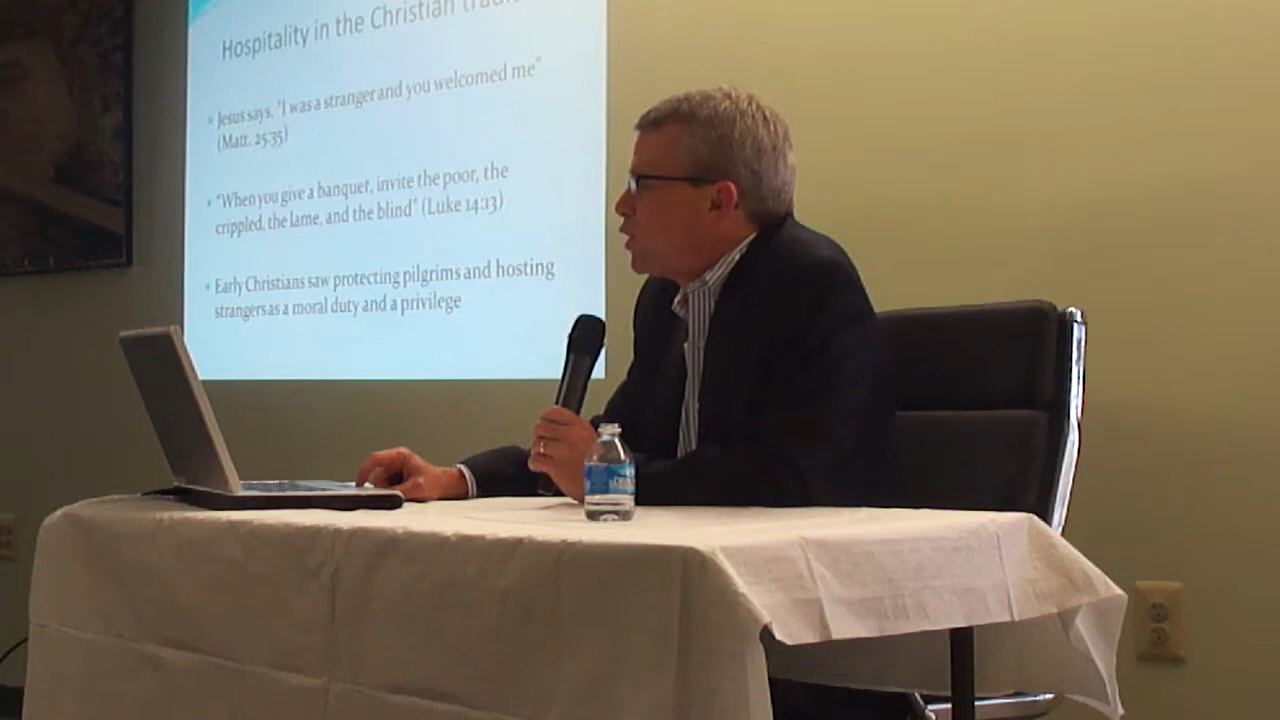 Hospitality in the Christian
Jesus says, "I was a stranger and you welcomed me"
(Matt. 25:35)
"When you give a banquet, invite the poor, the
crippled, the lame, and the blind" (Luke 14:13)
Early Christians saw protecting pilgrims and hosting
strangers as a moral duty and a privilege